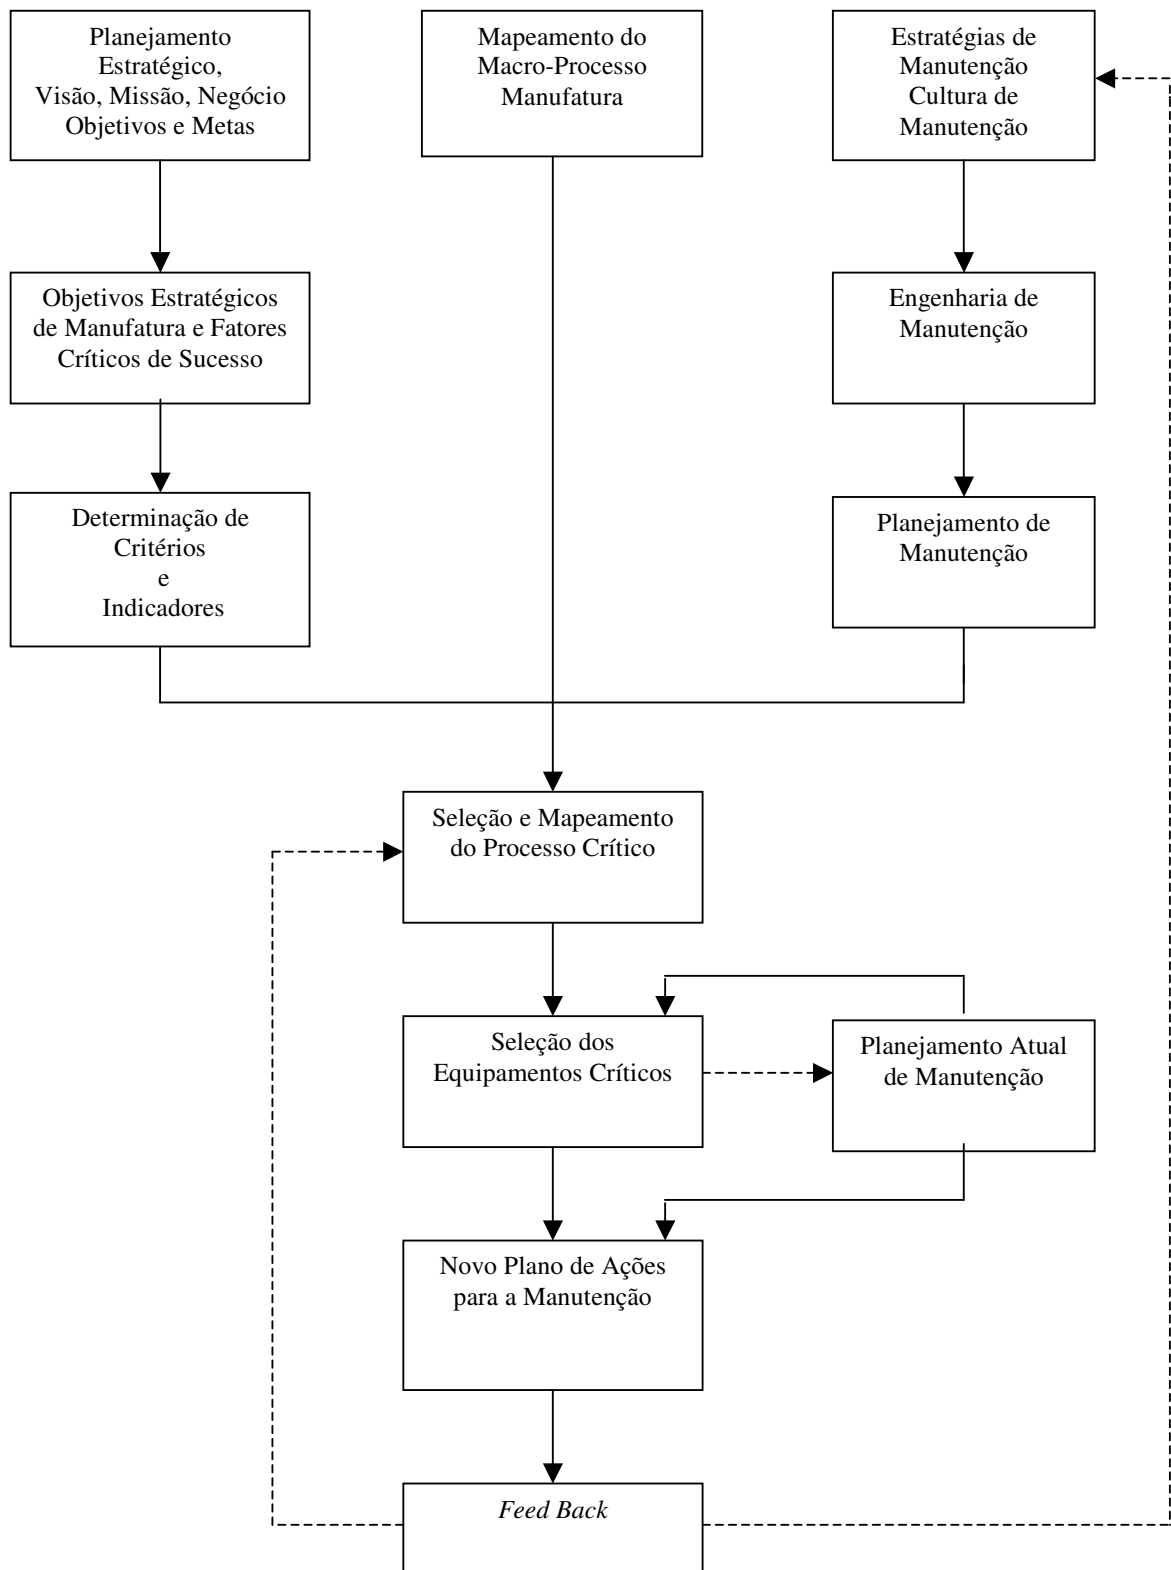 Planejamento
Estratégico,
Visão, Missão, Negócio
Objetivos e Metas
Mapeamento do
Macro-Processo
Manufatura
Estratégias de
Manutenção
Cultura de
Manutenção
Objetivos Estratégicos
de Manufatura e Fatores
Críticos de Sucesso
Engenharia de
Manutenção
Determinação de
Critérios
e
Indicadores
Planejamento de
Manutenção
Seleção e Mapeamento
do Processo Crítico
Seleção dos
Equipamentos Críticos
Planejamento Atual
de Manutenção
Novo Plano de Ações
para a Manutenção
Feed Back